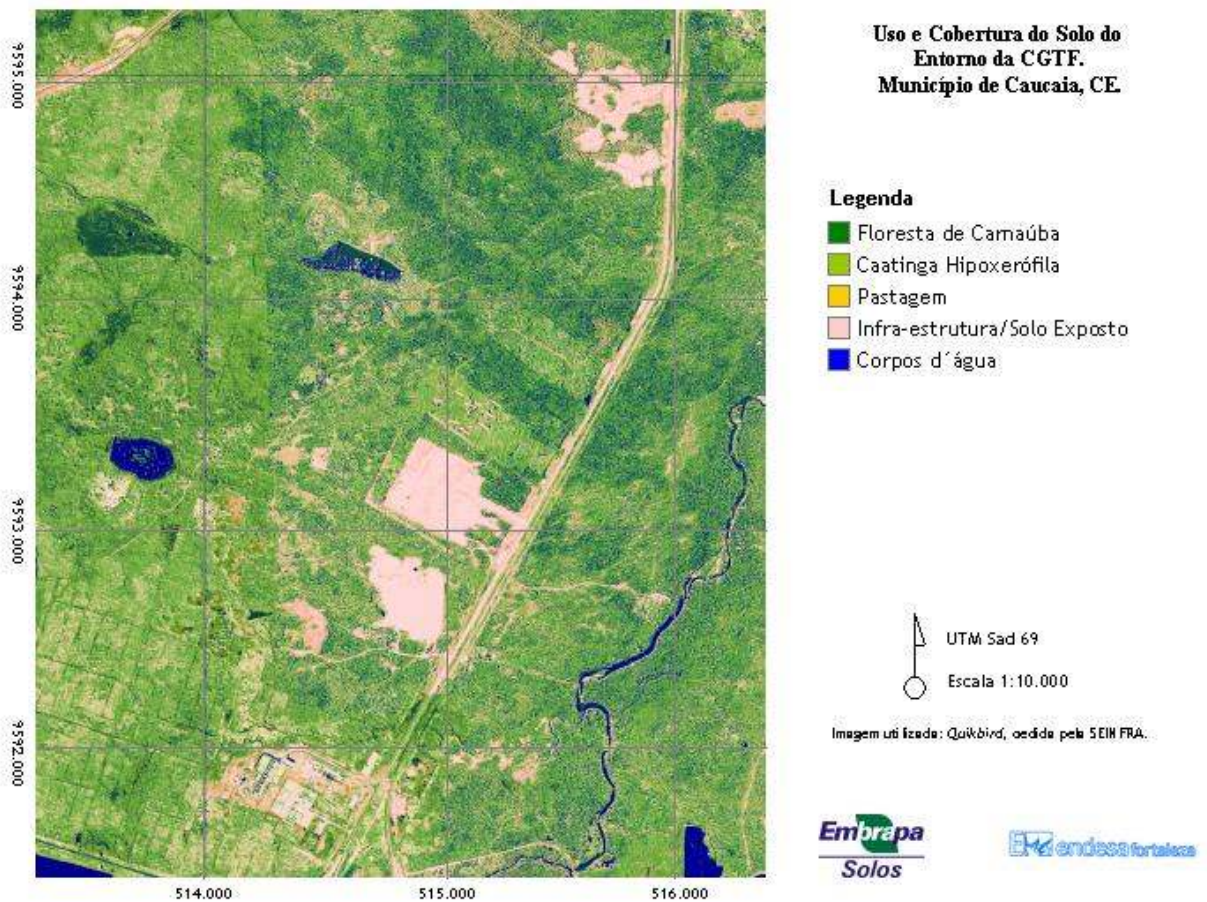 Uso e Cobertura do Solo do
Entorno da CGTF.
Município de Caucaia, CE.
Legenda
Floresta de Carnaúba
Caatinga Hipoxerófila
Pastagem
Infra-estrutura/Solo Exposto
Corpos d´água
UTM Sad 69
Escala 1:10.000
Imagem utilizada: Quikbird, cedida pela SEINFRA.
Embrapa
Solos
endesa fortaleza
9595.000
9594.000
9593.000
9592.000
514.000
515.000
516.000